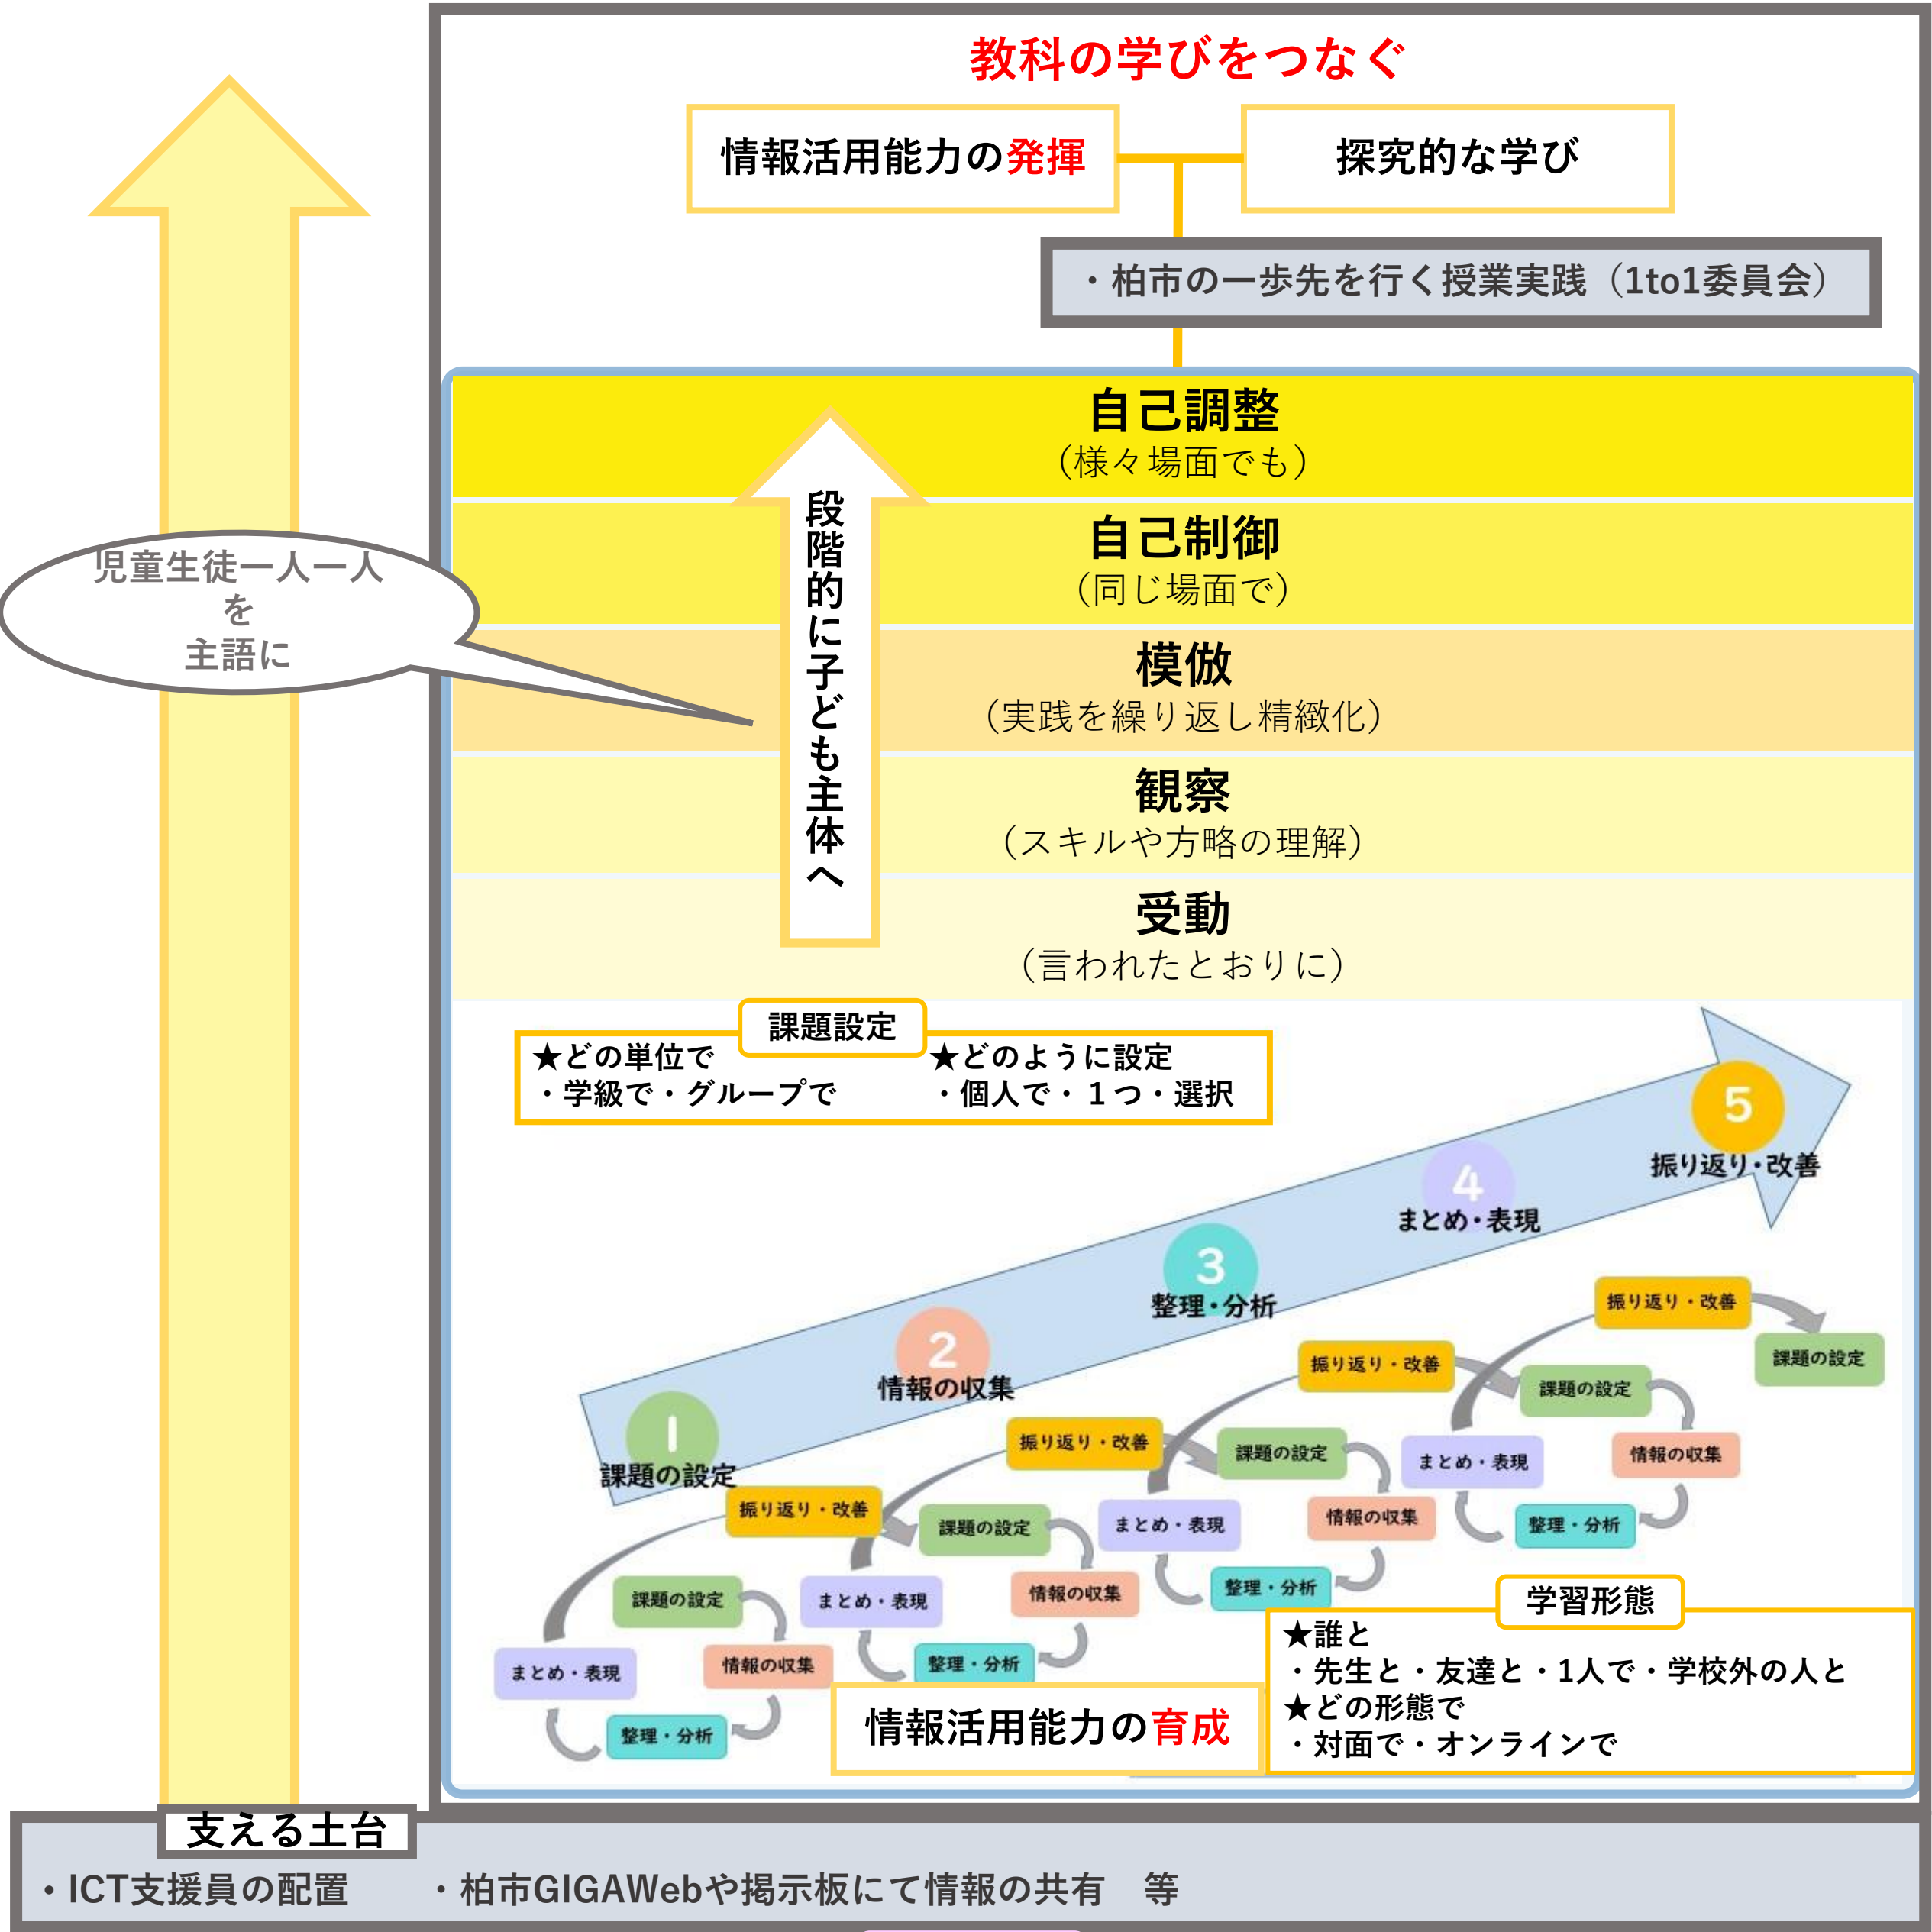 教科の学びをつなぐ
情報活用能力の発揮
探究的な学び
・柏市の一歩先を行く授業実践（1to1委員会）
自己調整
（様々場面でも）
自己制御
（同じ場面で）
模倣
（実践を繰り返し精緻化）
観察
（スキルや方略の理解）
受動
（言われたとおりに）
段階的に子ども主体へ
児童生徒一人一人
を
主語に
課題設定
★どの単位で
・学級で・グループで
★どのように設定
・個人で・１つ・選択
1
課題の設定
2
情報の収集
3
整理・分析
4
まとめ・表現
5
振り返り・改善
振り返り・改善
課題の設定
情報の収集
整理・分析
まとめ・表現
振り返り・改善
課題の設定
情報の収集
整理・分析
まとめ・表現
振り返り・改善
課題の設定
情報の収集
整理・分析
まとめ・表現
振り返り・改善
課題の設定
情報の収集
整理・分析
まとめ・表現
課題の設定
情報活用能力の育成
学習形態
★誰と
・先生と・友達と・1人で・学校外の人と
★どの形態で
・対面で・オンラインで
支える土台
・ICT支援員の配置　　・柏市GIGAWebや掲示板にて情報の共有　等